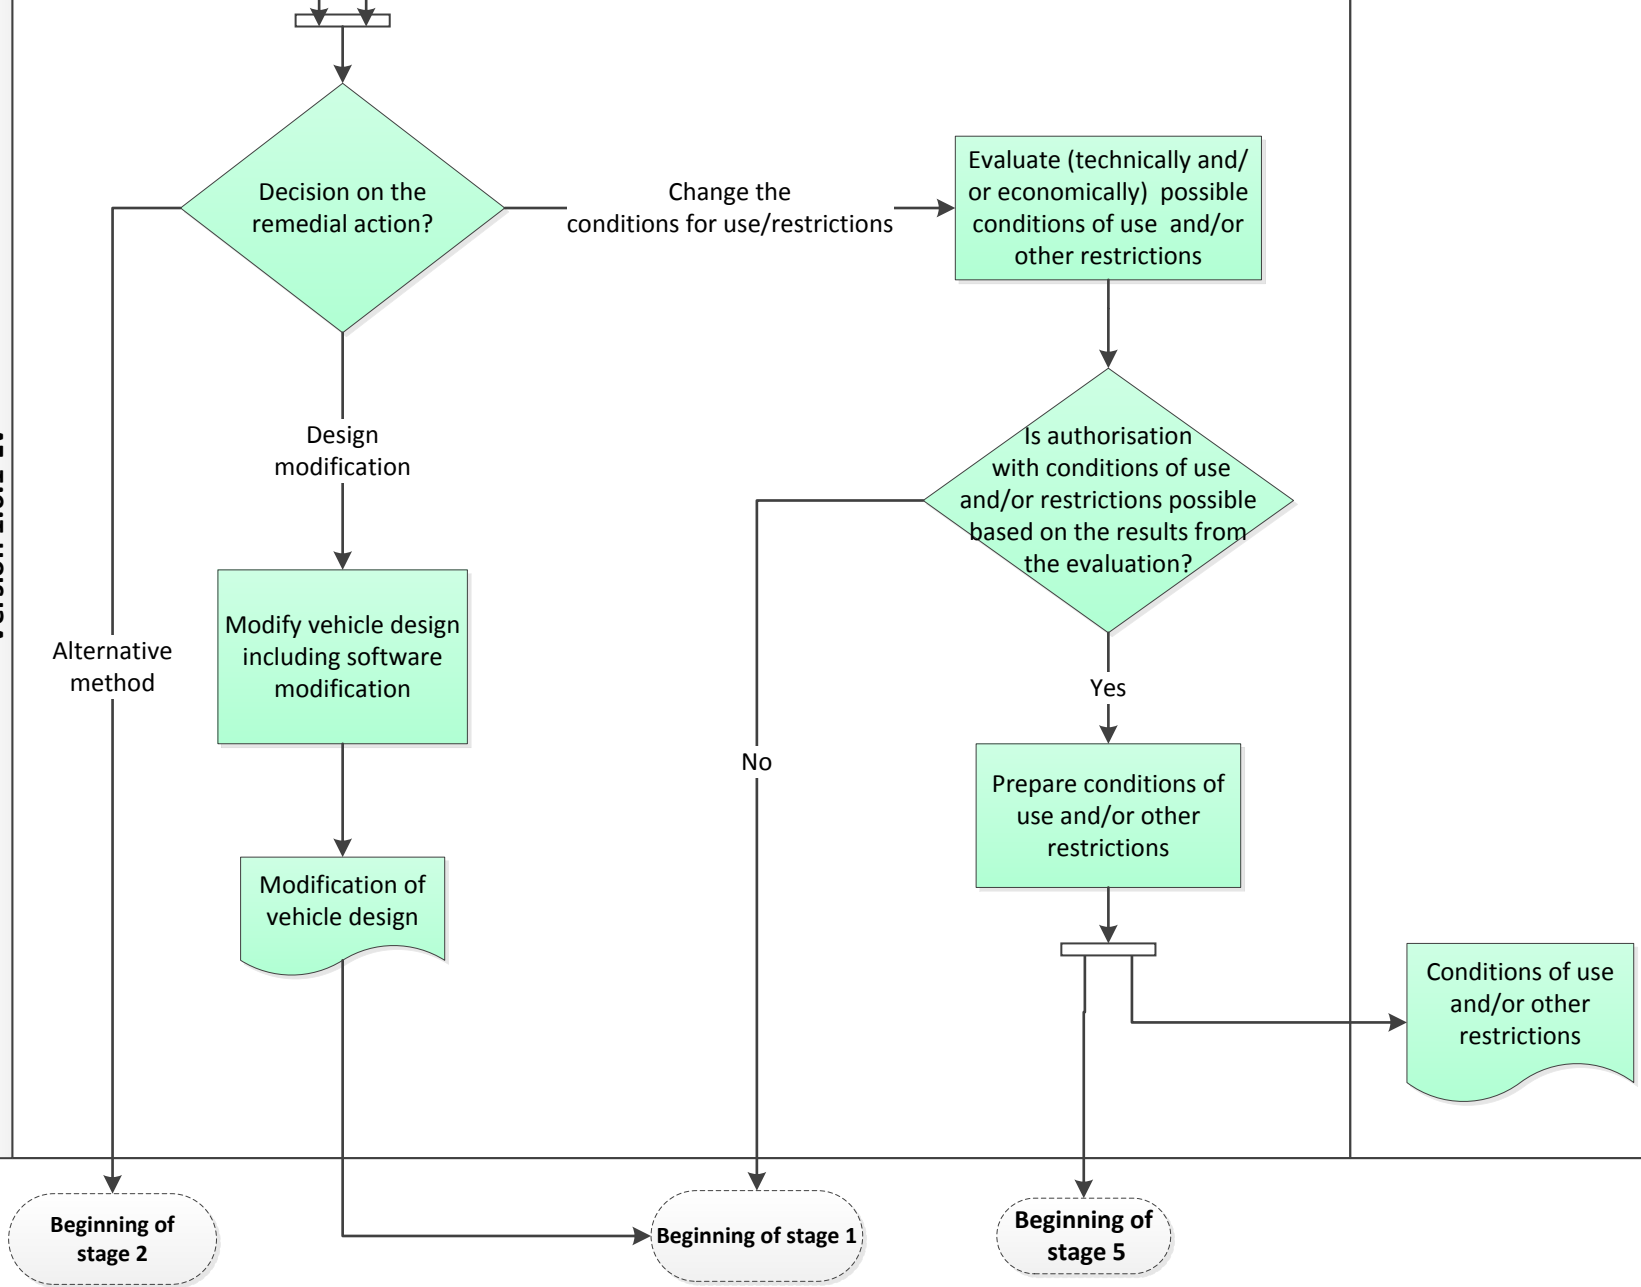 Decision on the
remedial action?
Change the
conditions for use/restrictions
Evaluate (technically and/
or economically) possible
conditions of use and/or
other restrictions
Design
modification
Is authorisation
with conditions of use
and/or restrictions possible
based on the results from
the evaluation?
Alternative
method
Modify vehicle design
including software
modification
Yes
No
Prepare conditions of
use and/or other
restrictions
Modification of
vehicle design
Conditions of use
and/or other
restrictions
Beginning of
stage 2
Beginning of stage 1
Beginning of
stage 5